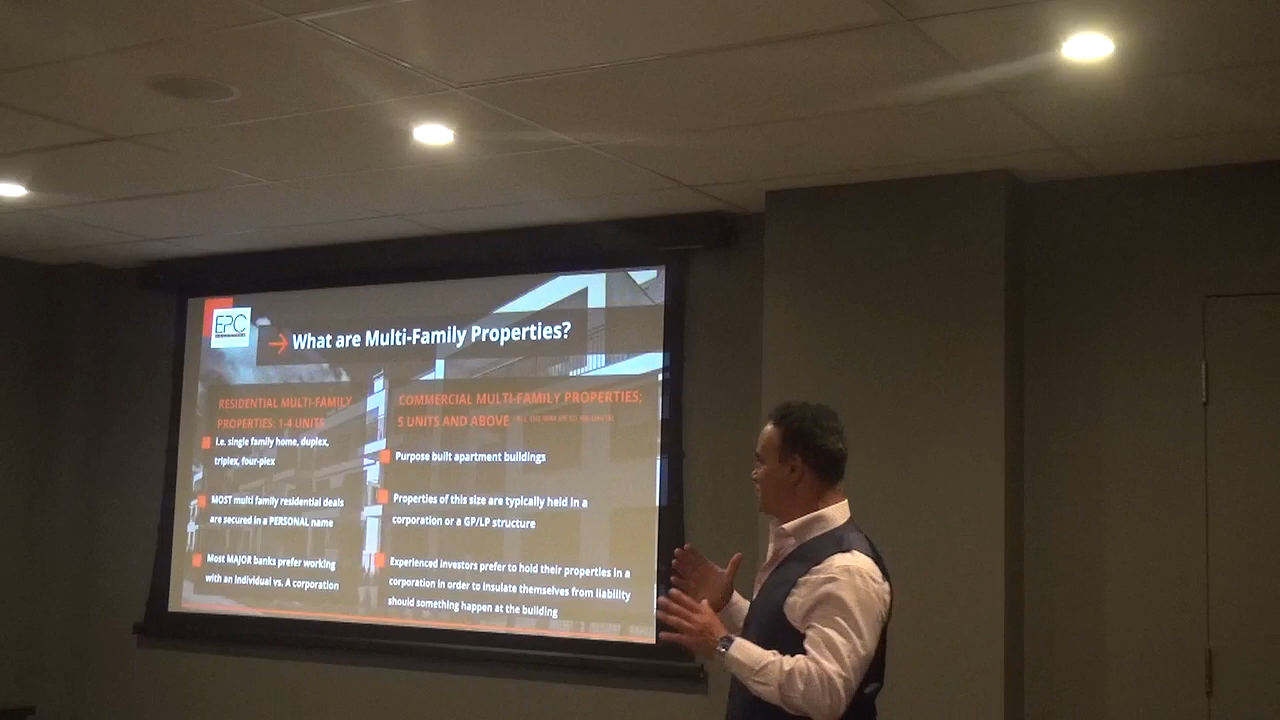 EPC
→ What are Multi-Family Properties?
RESIDENTIAL MULTI-FAMILY
PROPERTIES: 1-4 UNITS
I.e. single family home, duplex,
triplex, four-plex
MOST multi family residential deals
are secured in a PERSONAL name
Most MAJOR banks prefer working
with an individual vs. A corporation
COMMERCIAL MULTI-FAMILY PROPERTIES;
5 UNITS AND ABOVE
Purpose built apartment buildings
Properties of this size are typically held in a
corporation or a GP/LP structure
Experienced investors prefer to hold their properties in a
corporation in order to insulate themselves from liability
should something happen at the building